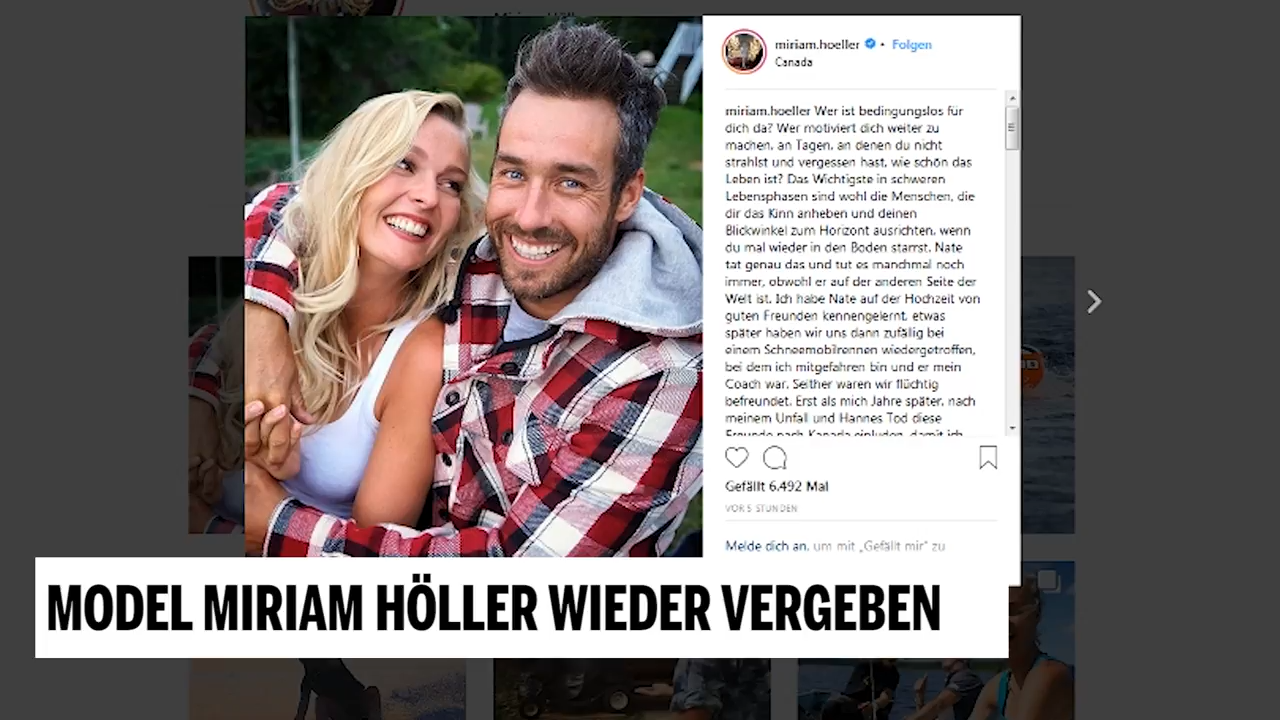 miriam.hoeller • Folgen
Canada
miriam.hoeller Wer ist bedingungslos für
dich da? Wer motiviert dich weiter zu
machen, an Tagen, an denen du nicht
strahlst und vergessen hast, wie schön das
Leben ist? Das Wichtigste in schweren
Lebensphasen sind wohl die Menschen, die
dir das Kinn anheben und deinen
Blickwinkel zum Horizont ausrichten, wenn
du mal wieder in den Boden starrst. Nate
tat genau das und tut es manchmal noch
immer, obwohl er auf der anderen Seite der
Welt ist. Ich habe Nate auf der Hochzeit von
guten Freunden kennengelernt, etwas
später haben wir uns dann zufällig bei
einem Schneemobilrennen wiedergetroffen,
bei dem ich mitgefahren bin und er mein
Coach war. Seither waren wir flüchtig
befreundet. Erst als mich Jahre später, nach
meinem Unfall und Hannes Tod diese
Freunde nach Kanada einluden, damit ich
Gefällt 6.492 Mal
VOR 5 STUNDEN
Melde dich an, um mit „Gefällt mir" zu
MODEL MIRIAM HÖLLER WIEDER VERGEBEN